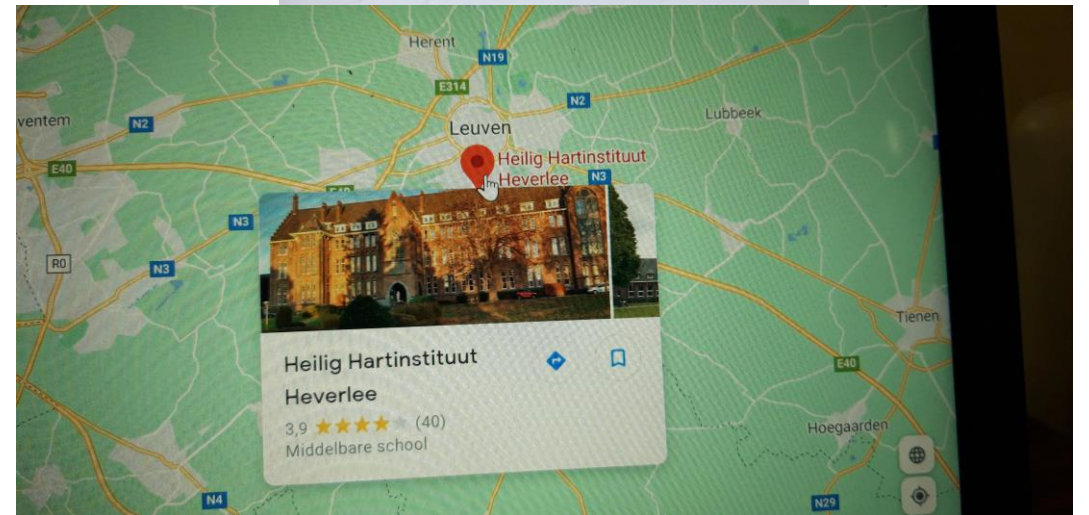 Herent
N19
E314
N2
Leuven
Lubbeek
ventem
N2
E40
Heilig Hartinstituut
Heverlee
N3
N3
R0
N3
Tienen
Heilig Hartinstituut
Heverlee
3,9
(40)
Middelbare school
E40
Hoegaarden
N4
N29